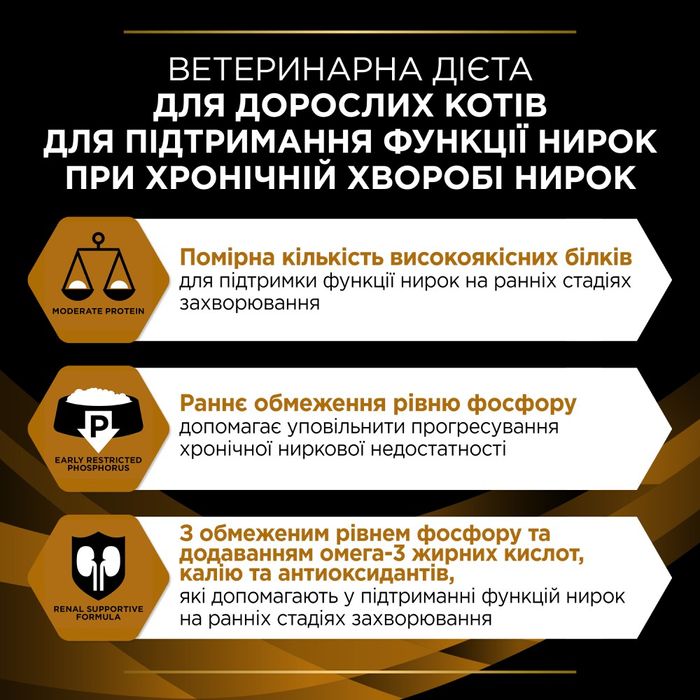 ВЕТЕРИНАРНА ДІЄТА
ДЛЯ ДОРОСЛИХ КОТІВ
ДЛЯ ПІДТРИМАННЯ ФУНКЦІЇ НИРОК
ПРИ ХРОНІЧНІЙ ХВОРОБІ НИРОК
MODERATE PROTEIN
Помірна кількість високоякісних білків
для підтримки функції нирок на ранніх стадіях
захворювання
P
EARLY RESTRICTED
PHOSPHORUS
Раннє обмеження рівню фосфору
допомагає уповільнити прогресування
хронічної ниркової недостатності
RENAL SUPPORTIVE
FORMULA
З обмеженим рівнем фосфору та
додаванням омега-3 жирних кислот,
калію та антиоксидантів,
які допомагають у підтриманні функцій нирок
на ранніх стадіях захворювання